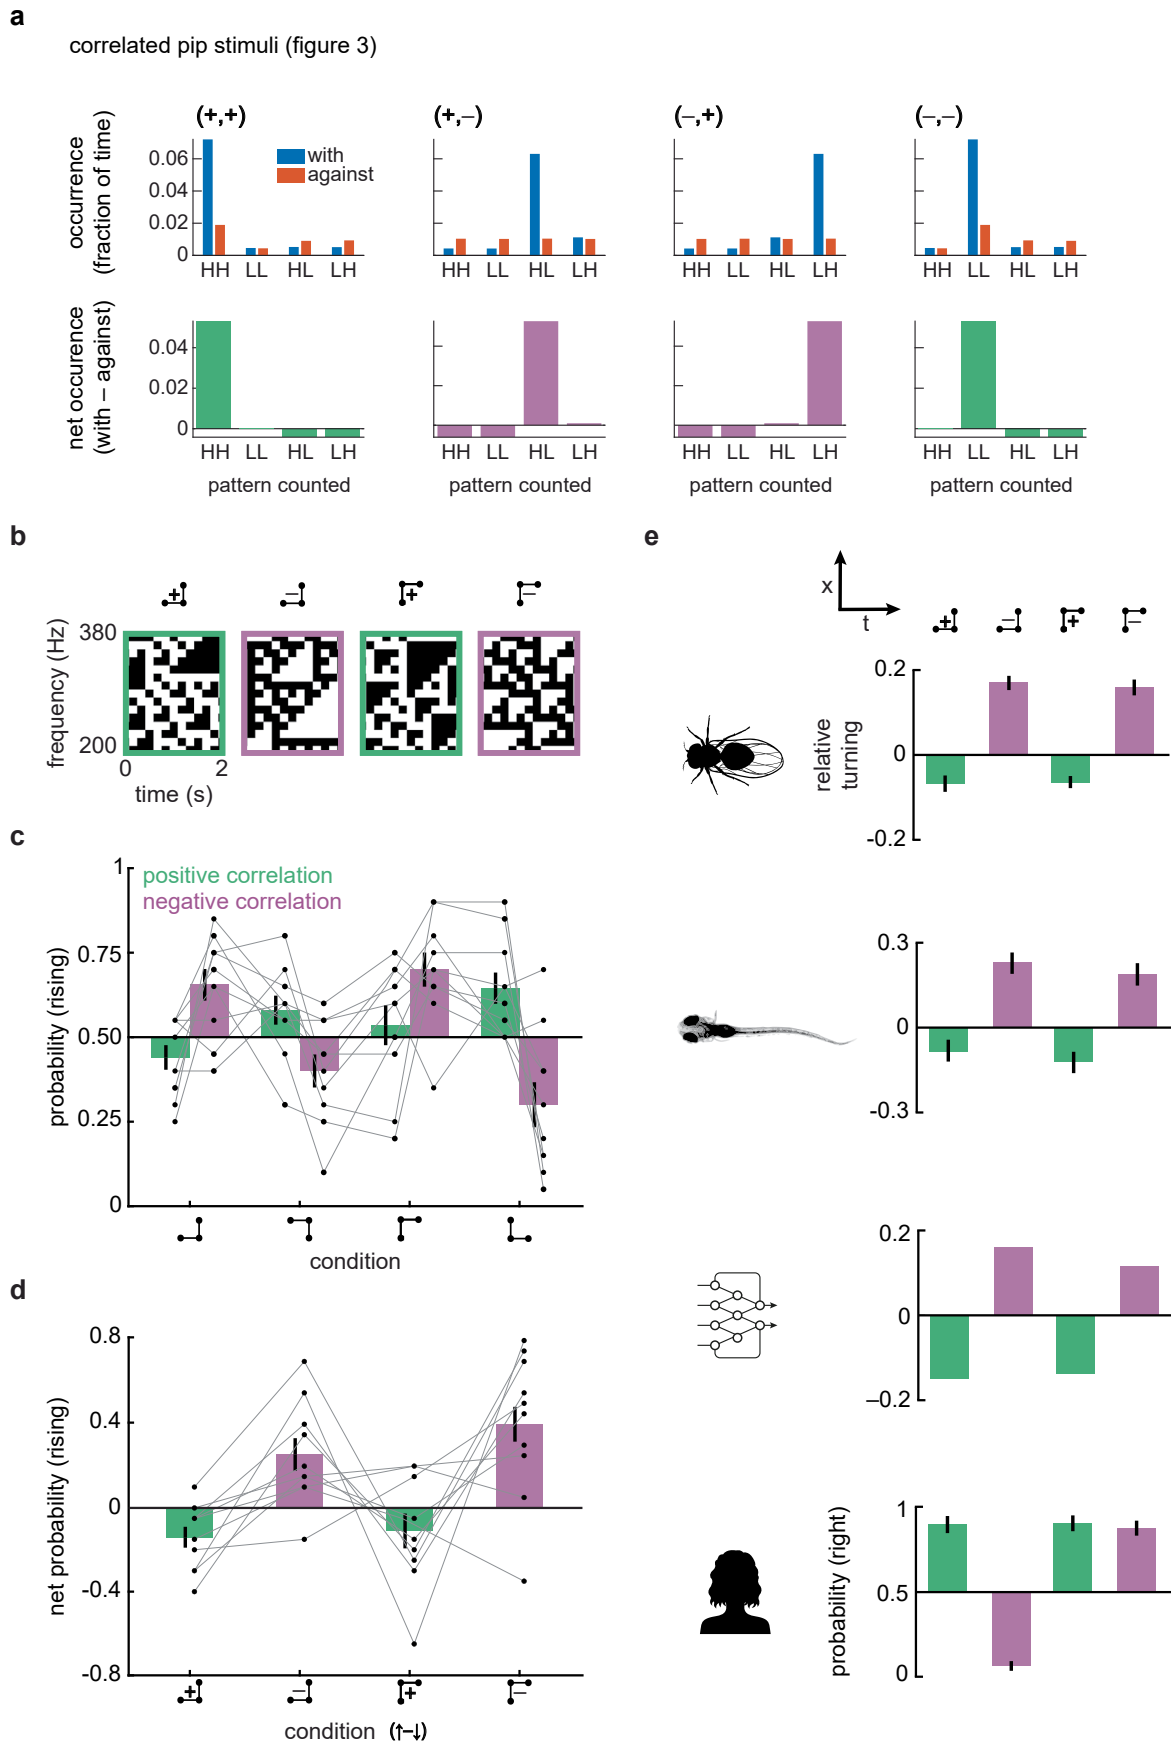 a
correlated pip stimuli (figure 3)
(+,+)
(+,–)
(–,+)
(–,–)
occurrence
(fraction of time)
0.06
0.04
0.02
0
with
against
HH LL HL LH
HH LL HL LH
HH LL HL LH
HH LL HL LH
net occurence
(with – against)
0.04
0.02
0
HH LL HL LH
HH LL HL LH
HH LL HL LH
HH LL HL LH
pattern counted
pattern counted
pattern counted
pattern counted
b
+
–
+
–
frequency (Hz)
380
200
0 2
time (s)
c
positive correlation
negative correlation
probability (rising)
1
0.75
0.50
0.25
0
condition
d
net probability (rising)
0.8
0.4
0
-0.4
-0.8
+
–
+
–
condition (↑–↓)
e
x
t
+
–
+
–
relative
turning
0.2
0
-0.2
0.3
0
-0.3
0.2
0
–0.2
probability (right)
1
0.5
0